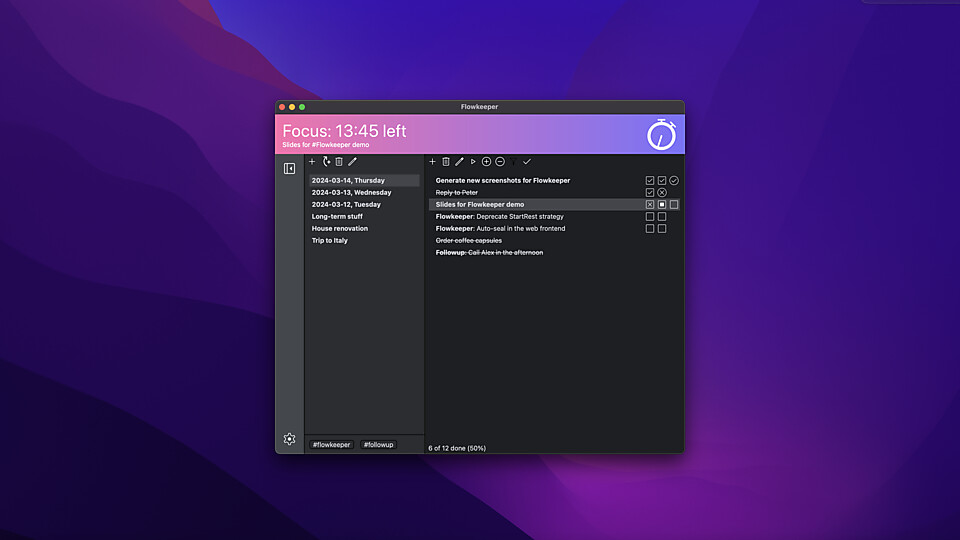 Flowkeeper
Focus: 13:45 left
Slides for #Flowkeeper demo
2024-03-14, Thursday
2024-03-13, Wednesday
2024-03-12, Tuesday
Long-term stuff
House renovation
Trip to Italy
#flowkeeper #followup
Generate new screenshots for Flowkeeper
Reply to Peter
Slides for Flowkeeper demo
Flowkeeper: Deprecate StartRest strategy
Flowkeeper: Auto-seal in the web frontend
Order coffee capsules
Followup: Call Alex in the afternoon
6 of 12 done (50%)